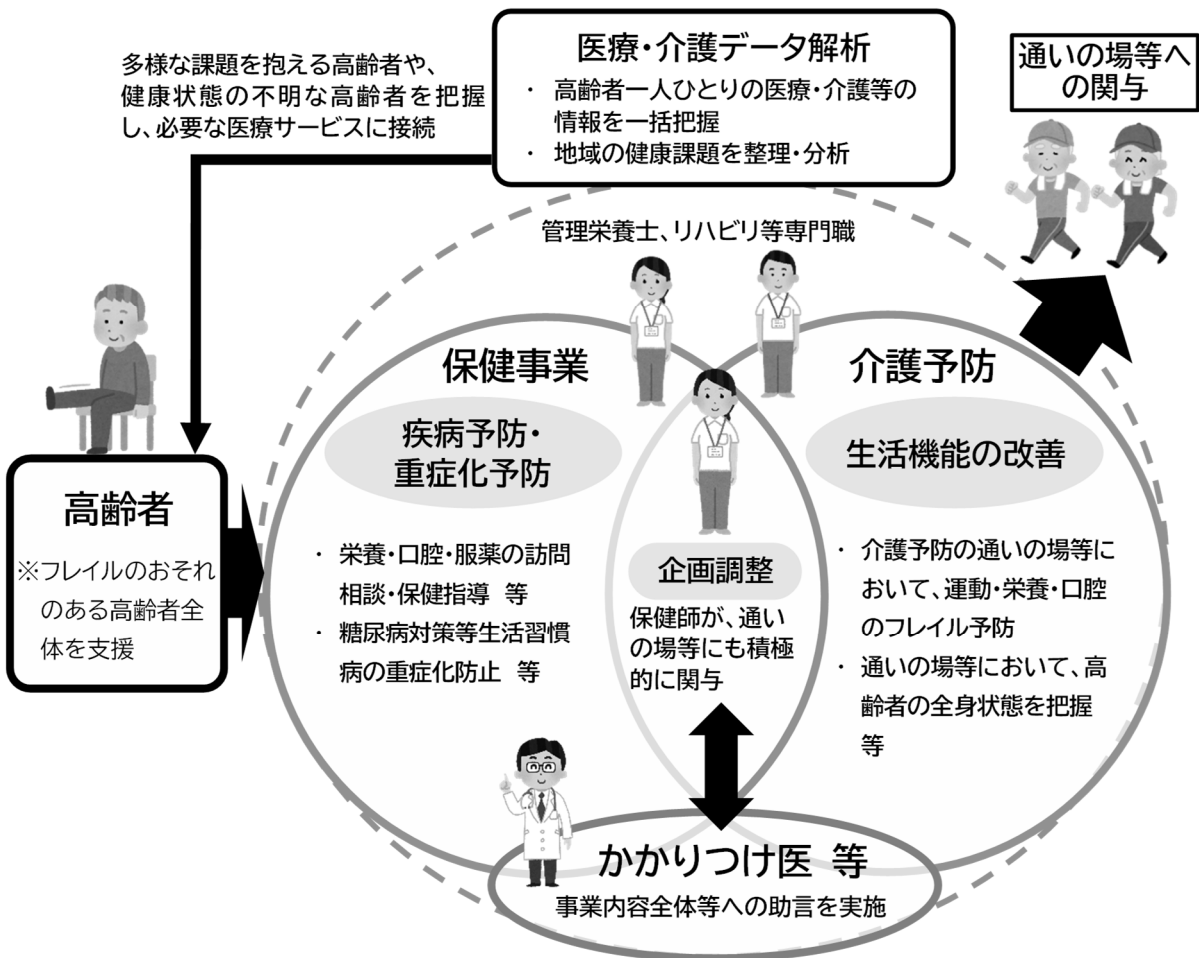 多様な課題を抱える高齢者や、
健康状態の不明な高齢者を把握
し、必要な医療サービスに接続
医療・介護データ解析
・ 高齢者一人ひとりの医療・介護等の
情報を一括把握
・ 地域の健康課題を整理・分析
通いの場等へ
の関与
管理栄養士、リハビリ等専門職
高齢者
※フレイルのおそれ
のある高齢者全
体を支援
保健事業
疾病予防・
重症化予防
・ 栄養・口腔・服薬の訪問
相談・保健指導 等
・ 糖尿病対策等生活習慣
病の重症化防止 等
企画調整
保健師が、通い
の場等にも積極
的に関与
介護予防
生活機能の改善
・ 介護予防の通いの場等に
おいて、運動・栄養・口腔
のフレイル予防
・ 通いの場等において、高
齢者の全身状態を把握
等
かかりつけ医 等
事業内容全体等への助言を実施